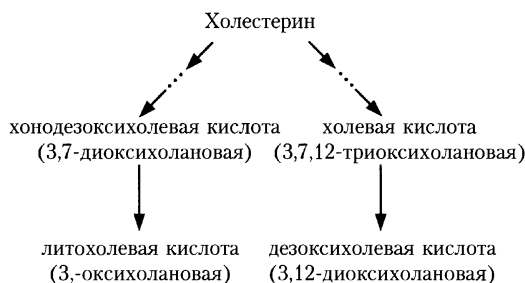 Холестерин
хонодезоксихолевая кислота
(3,7-диоксихолановая)
холевая кислота
(3,7,12-триоксихолановая)
литохолевая кислота
(3,-оксихолановая)
дезоксихолевая кислота
(3,12-диоксихолановая)